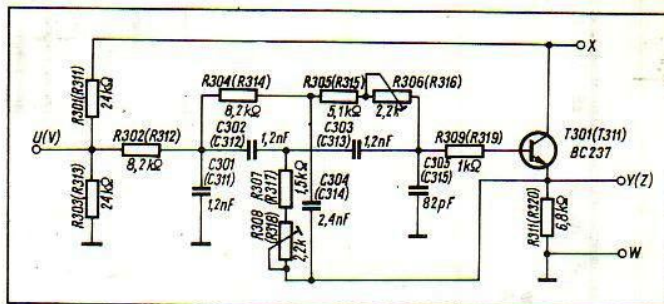 X
R301(R311)
24kΩ
U(V)
R302(R312)
8,2kΩ
R303(R313)
24kΩ
R304(R314)
8,2kΩ
C301
(C311)
1,2nF
C302
(C312)
1,2nF
R305(R315)
5,1kΩ
R306(R316)
2,2k
C303
(C313)
1,2nF
R307
(R317)
1,5kΩ
R308
(R318)
2,2k
C304
(C314)
2,4nF
C305
(C315)
82pF
R309(R319)
1kΩ
T301(T311)
BC237
Y(Z)
R311(R320)
6,8kΩ
W